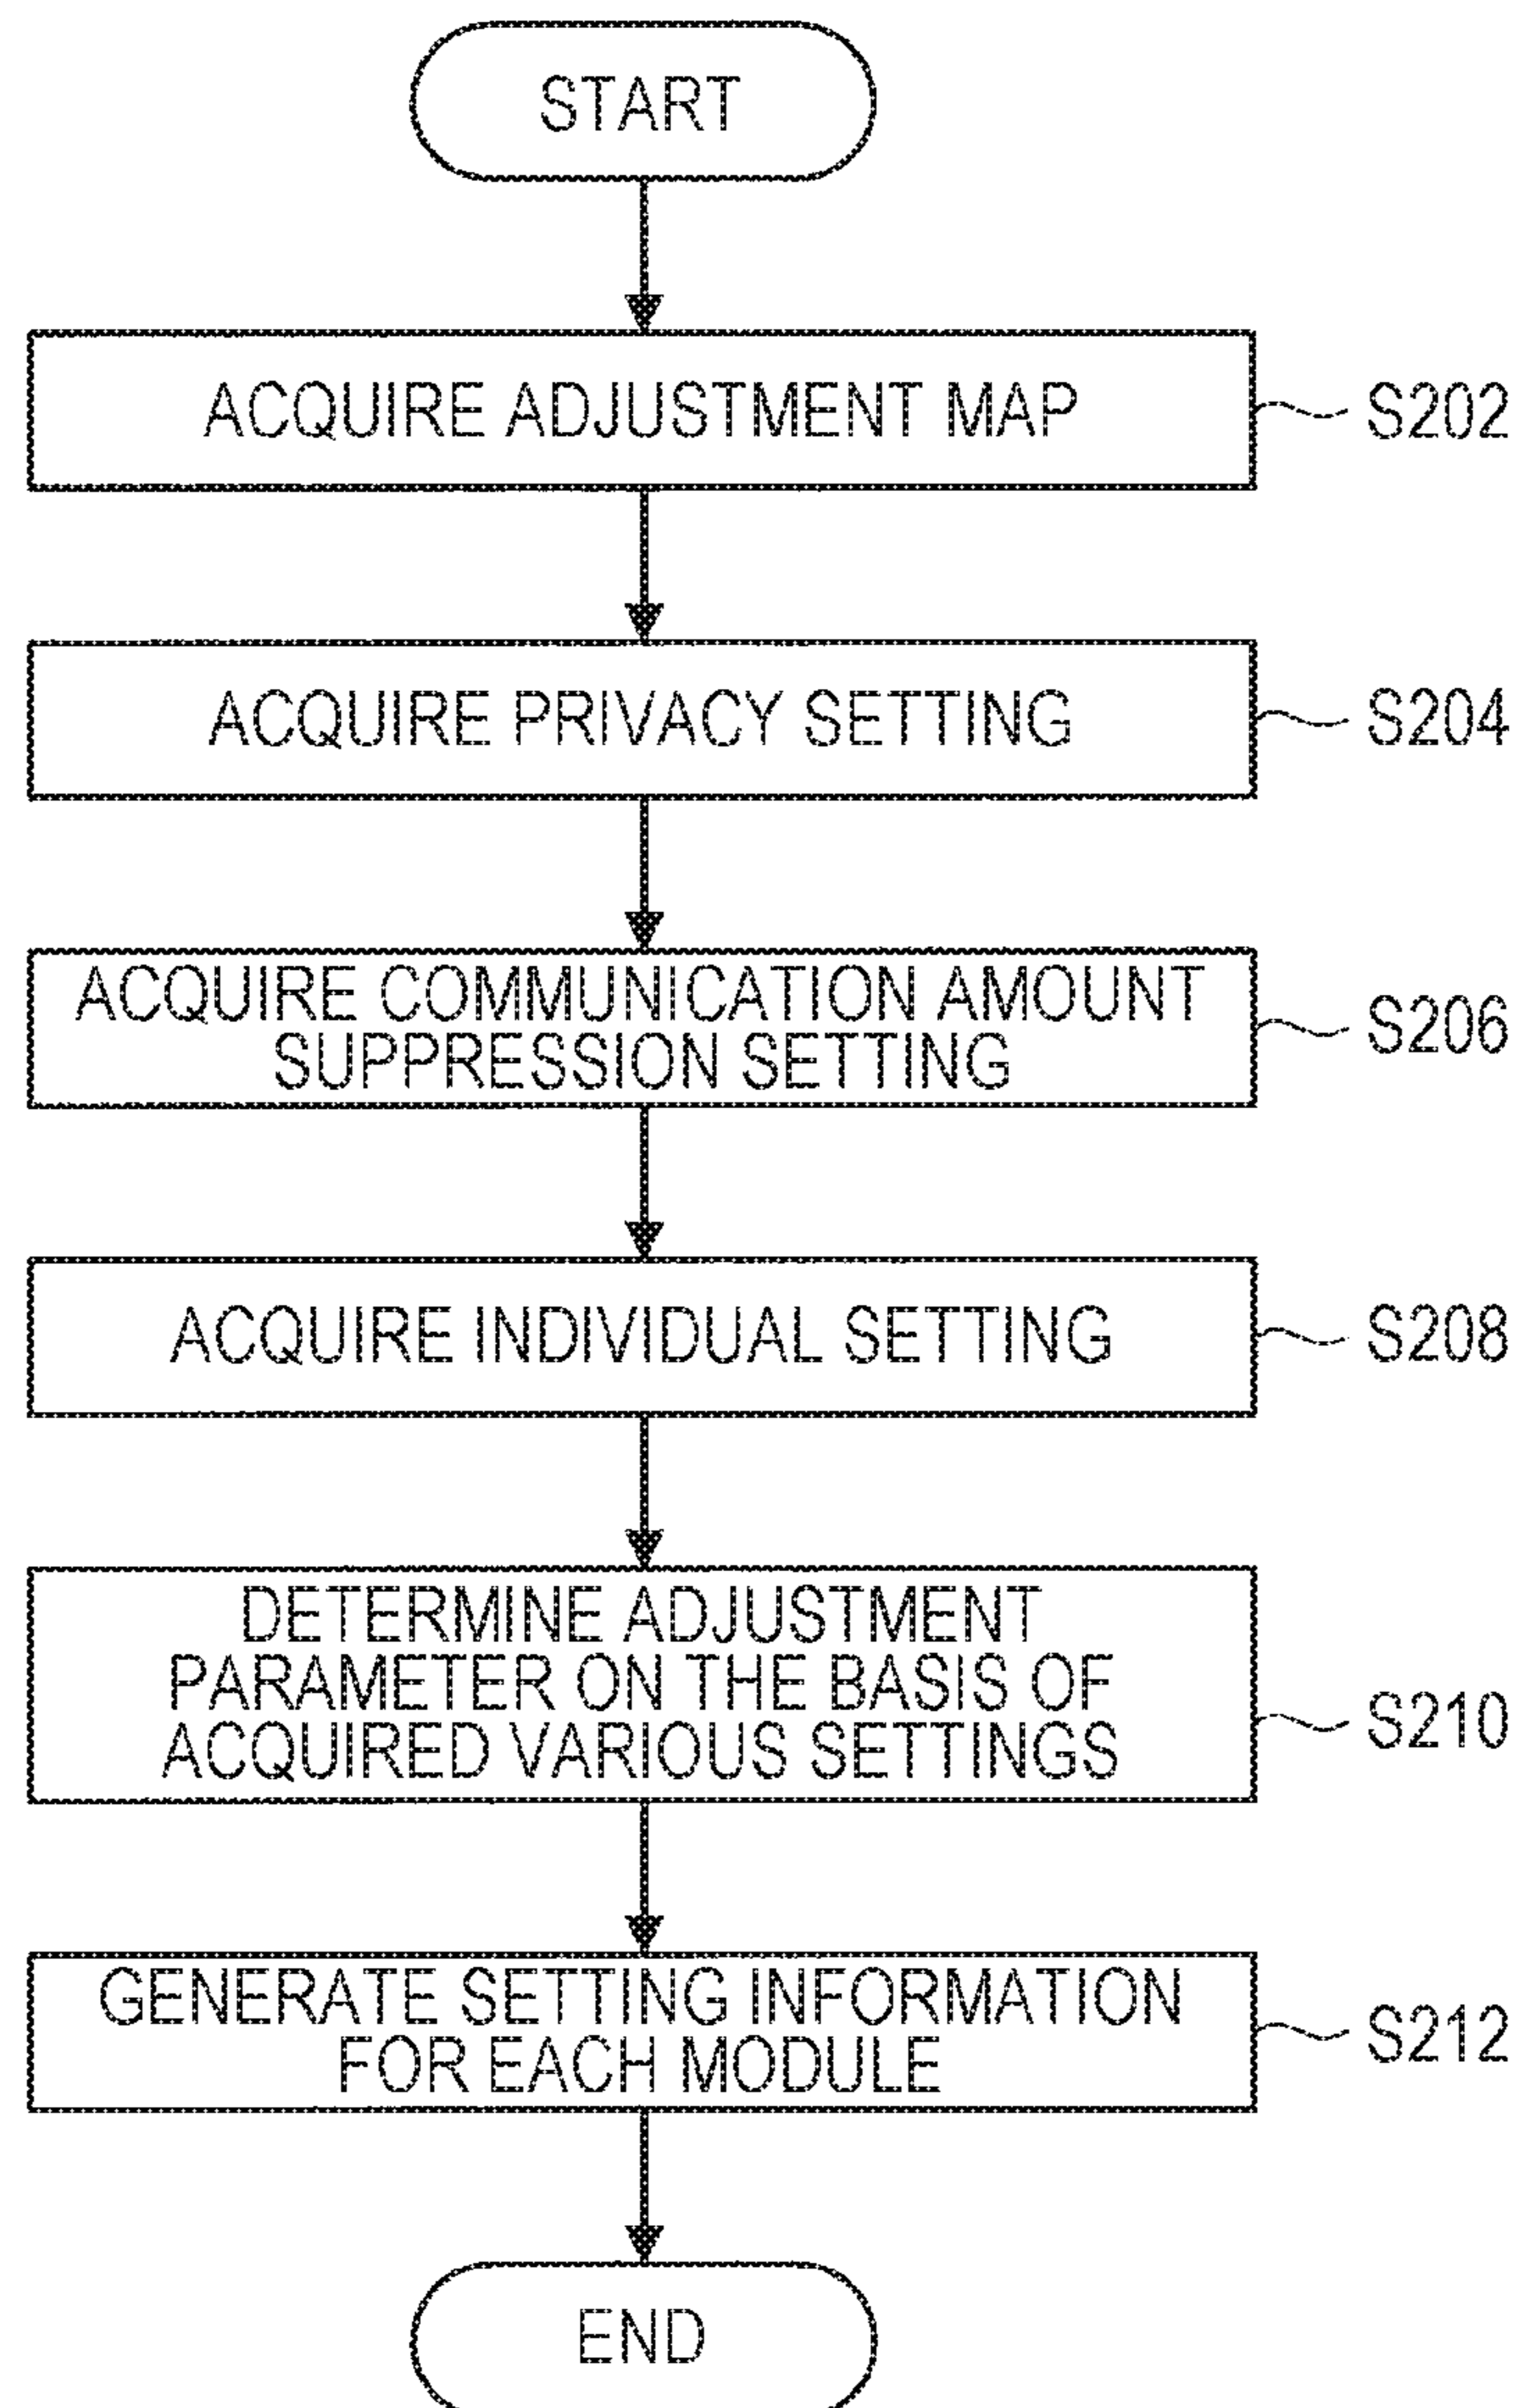 START
ACQUIRE ADJUSTMENT MAP
S202
ACQUIRE PRIVACY SETTING
S204
ACQUIRE COMMUNICATION AMOUNT
SUPPRESSION SETTING
S206
ACQUIRE INDIVIDUAL SETTING
S208
DETERMINE ADJUSTMENT
PARAMETER ON THE BASIS OF
ACQUIRED VARIOUS SETTINGS
S210
GENERATE SETTING INFORMATION
FOR EACH MODULE
S212
END